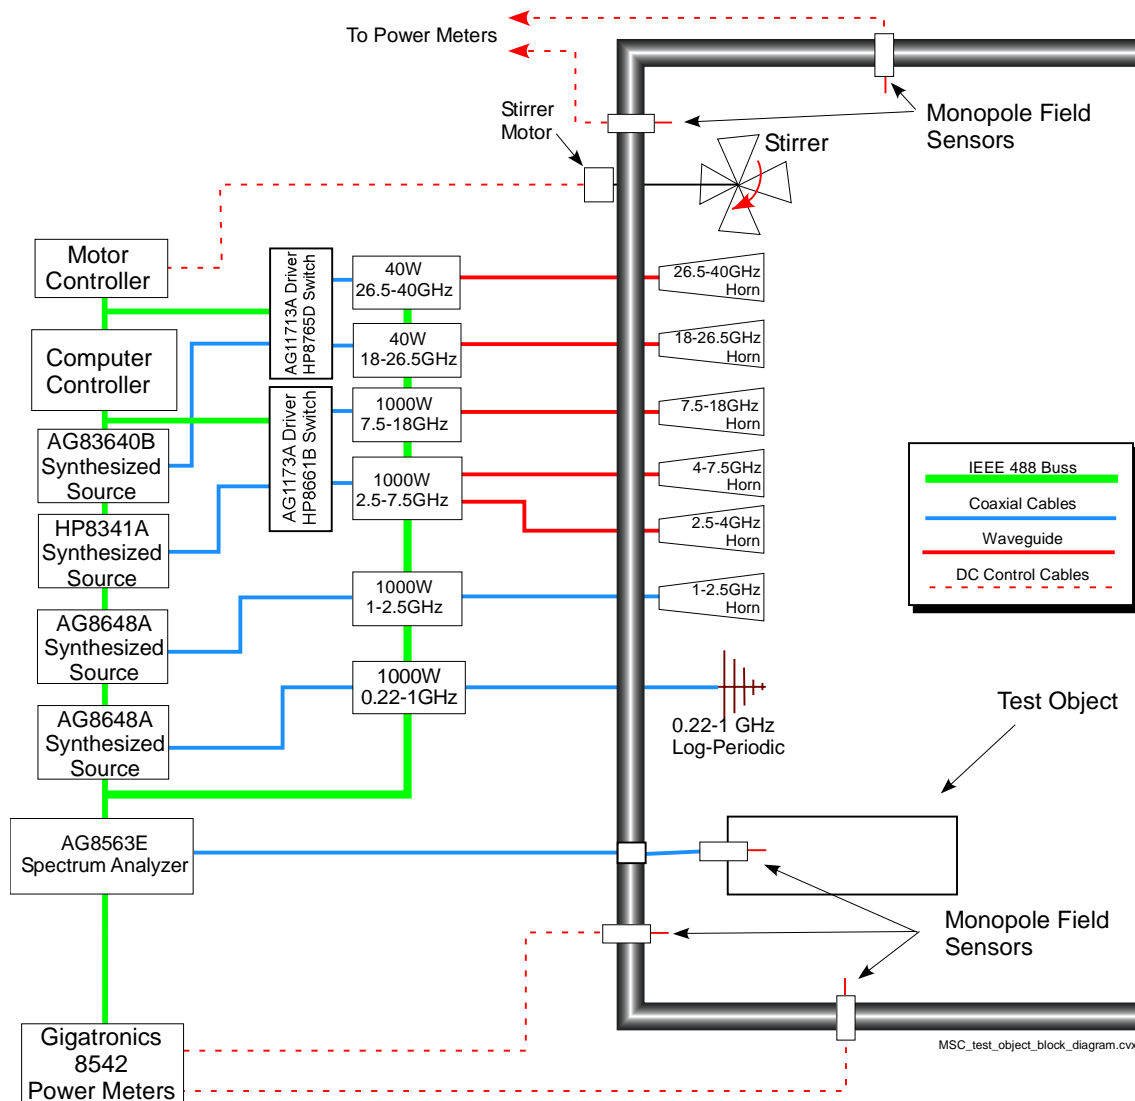 To Power Meters
Stirrer
Motor
Monopole Field
Sensors
Stirrer
Motor
Controller
AG11713A Driver
HP8765D Switch
40W
26.5-40GHz
26.5-40GHz
Horn
Computer
Controller
40W
18-26.5GHz
18-26.5GHz
Horn
AG1173A Driver
HP8661B Switch
1000W
7.5-18GHz
7.5-18GHz
Horn
AG83640B
Synthesized
Source
1000W
2.5-7.5GHz
4-7.5GHz
Horn
2.5-4GHz
Horn
HP8341A
Synthesized
Source
IEEE 488 Buss
Coaxial Cables
Waveguide
DC Control Cables
1000W
1-2.5GHz
1-2.5GHz
Horn
AG8648A
Synthesized
Source
1000W
0.22-1GHz
0.22-1 GHz
Log-Periodic
AG8648A
Synthesized
Source
Test Object
AG8563E
Spectrum Analyzer
Monopole Field
Sensors
Gigatronics
8542
Power Meters
MSC_test_object_block_diagram.cvx